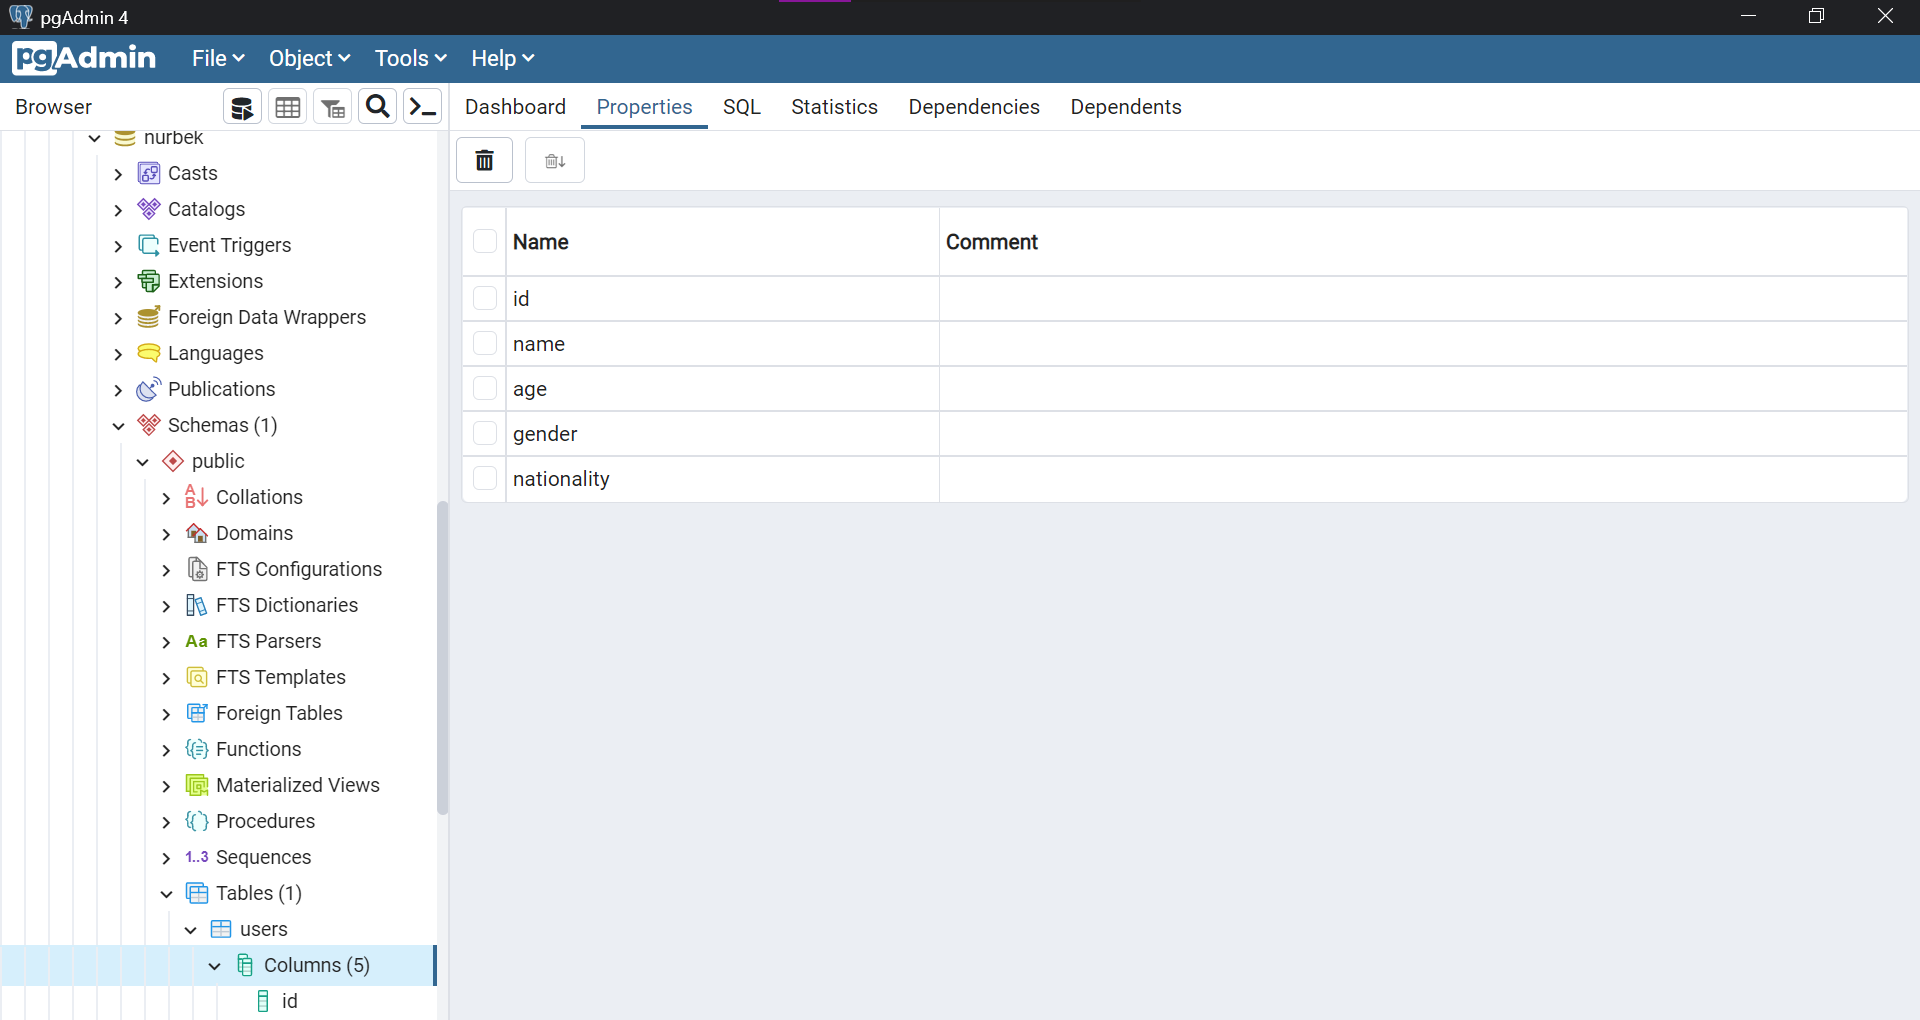 pgAdmin 4
pgAdmin File Object Tools Help
Browser
Dashboard Properties SQL Statistics Dependencies Dependents
nurbek
Casts
Catalogs
Event Triggers
Extensions
Foreign Data Wrappers
Languages
Publications
Schemas (1)
public
Collations
Domains
FTS Configurations
FTS Dictionaries
Aa FTS Parsers
FTS Templates
Foreign Tables
Functions
Materialized Views
Procedures
1..3 Sequences
Tables (1)
users
Columns (5)
id
Name Comment
id
name
age
gender
nationality